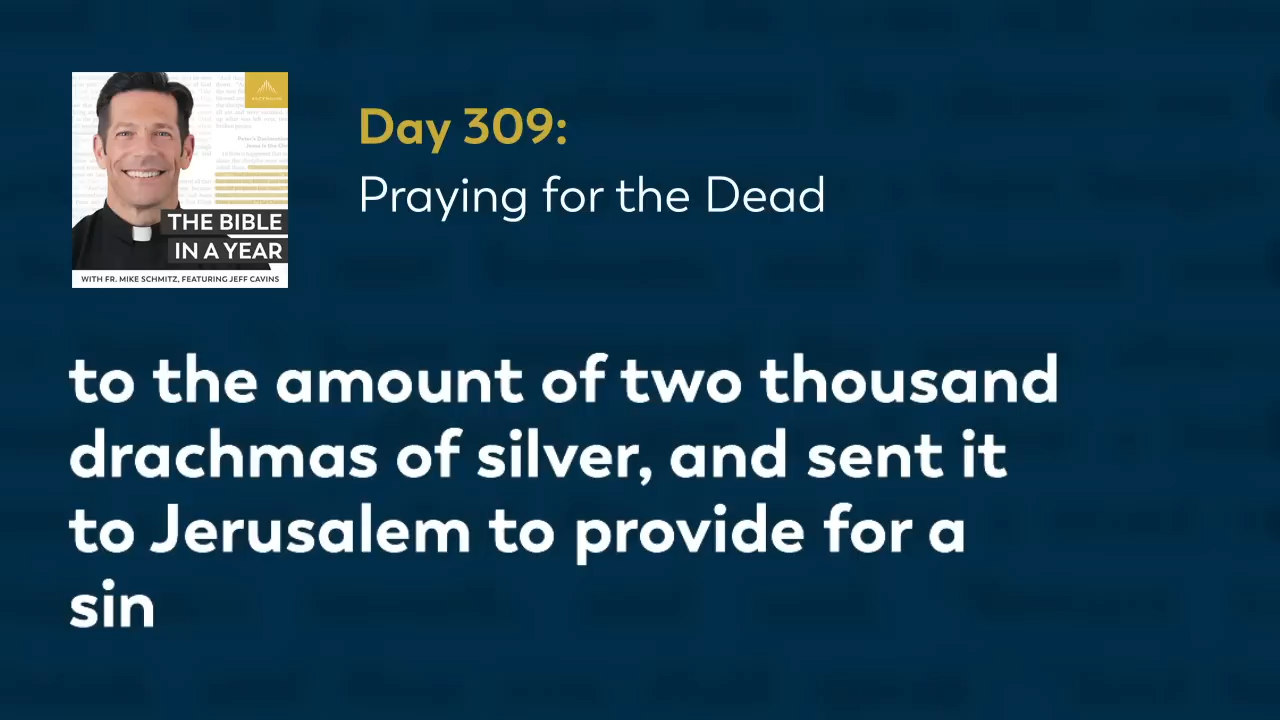 Day 309:
Praying for the Dead
ASCENSION
THE BIBLE
IN A YEAR
WITH FR. MIKE SCHMITZ, FEATURING JEFF CAVINS
to the amount of two thousand
drachmas of silver, and sent it
to Jerusalem to provide for a
sin